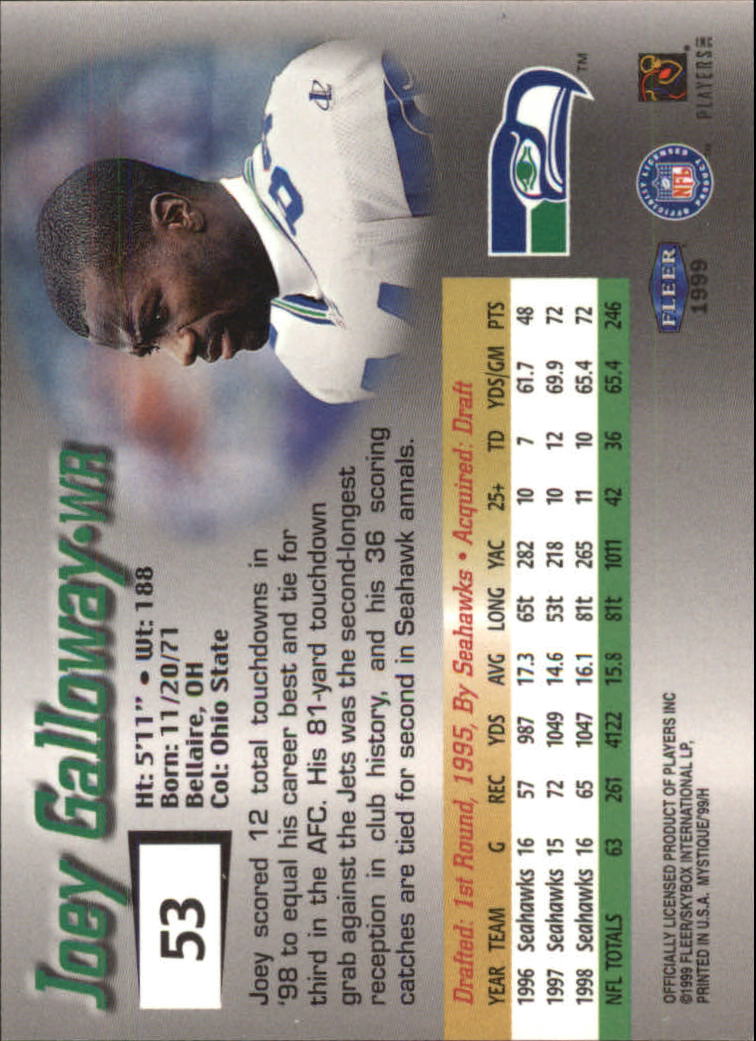 Joey Galloway•WR
53
Ht: 5'11" • Wt: 188
Born: 11/20/71
Bellaire, OH
Col: Ohio State
Joey scored 12 total touchdowns in
'98 to equal his career best and tie for
third in the AFC. His 81-yard touchdown
grab against the Jets was the second-longest
reception in club history, and his 36 scoring
catches are tied for second in Seahawk annals.
Drafted: 1st Round, 1995, By Seahawks • Acquired: Draft
YEAR TEAM G REC YDS AVG LONG YAC 25+ TD YDS/GM PTS
1996 Seahawks 16 57 987 17.3 65t 282 10 7 61.7 48
1997 Seahawks 15 72 1049 14.6 53t 218 10 12 69.9 72
1998 Seahawks 16 65 1047 16.1 81t 265 11 10 65.4 72
NFL TOTALS 63 261 4122 15.8 81t 1011 42 36 65.4 246
TM
OFFICIALLY LICENSED PRODUCT OF PLAYERS INC
©1999 FLEER/SKYBOX INTERNATIONAL LP,
PRINTED IN U.S.A. MYSTIQUE/'99/H
FLEER
1999
OFFICIALLY LICENSED PRODUCT
NFL
PLAYERS INC